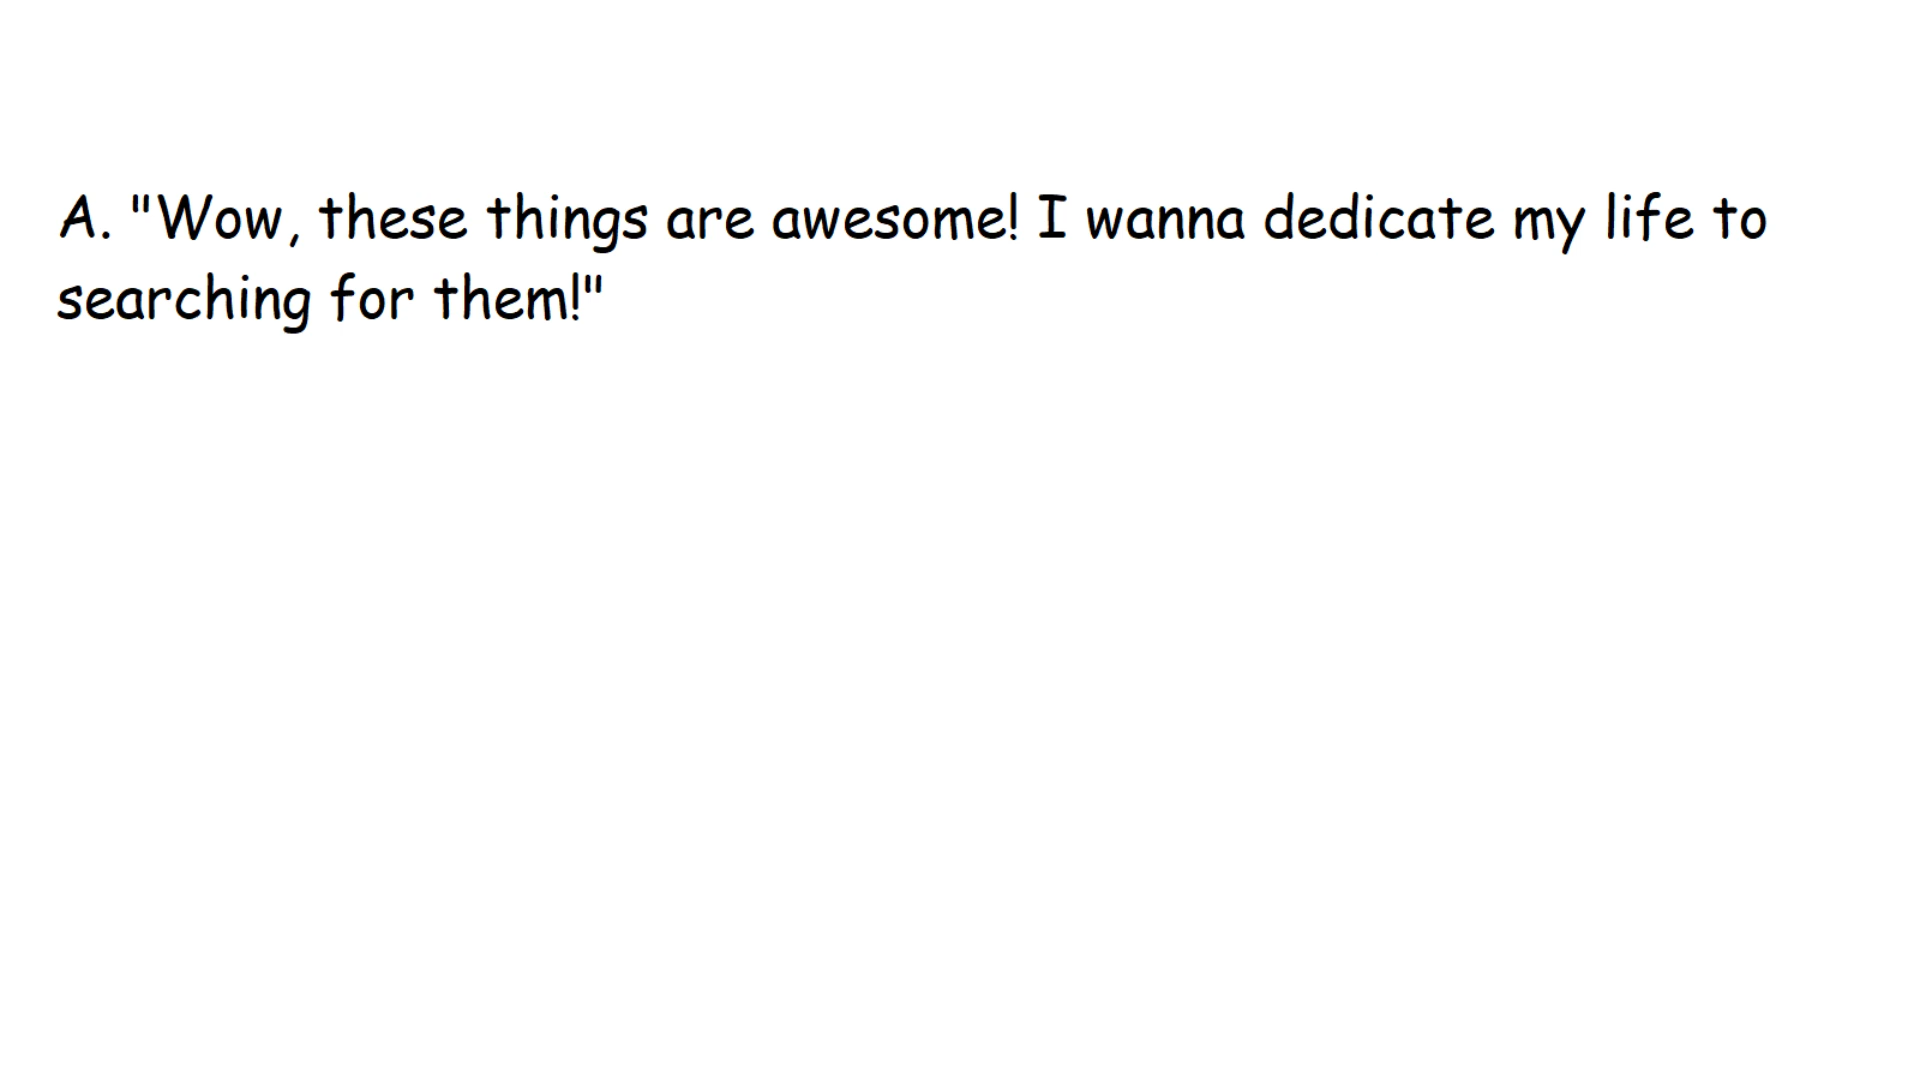 A. "Wow, these things are awesome! I wanna dedicate my life to
searching for them!"